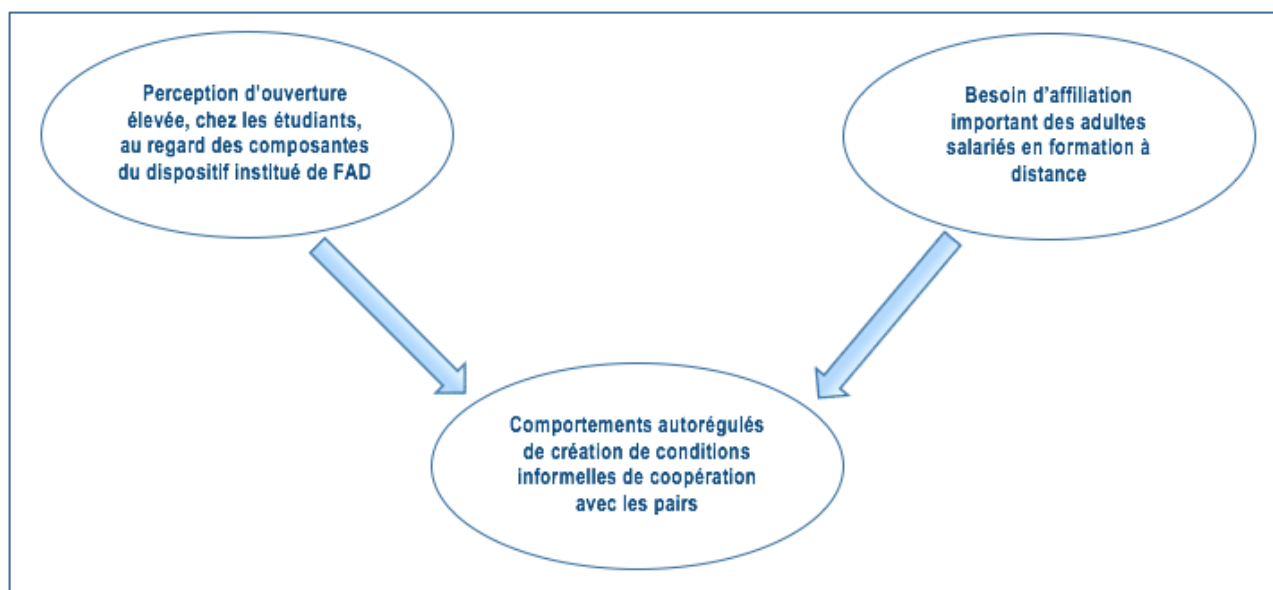 Perception d'ouverture
élevée, chez les étudiants,
au regard des composantes
du dispositif institué de FAD
Besoin d’affiliation
important des adultes
salariés en formation à
distance
Comportements autorégulés
de création de conditions
informelles de coopération
avec les pairs